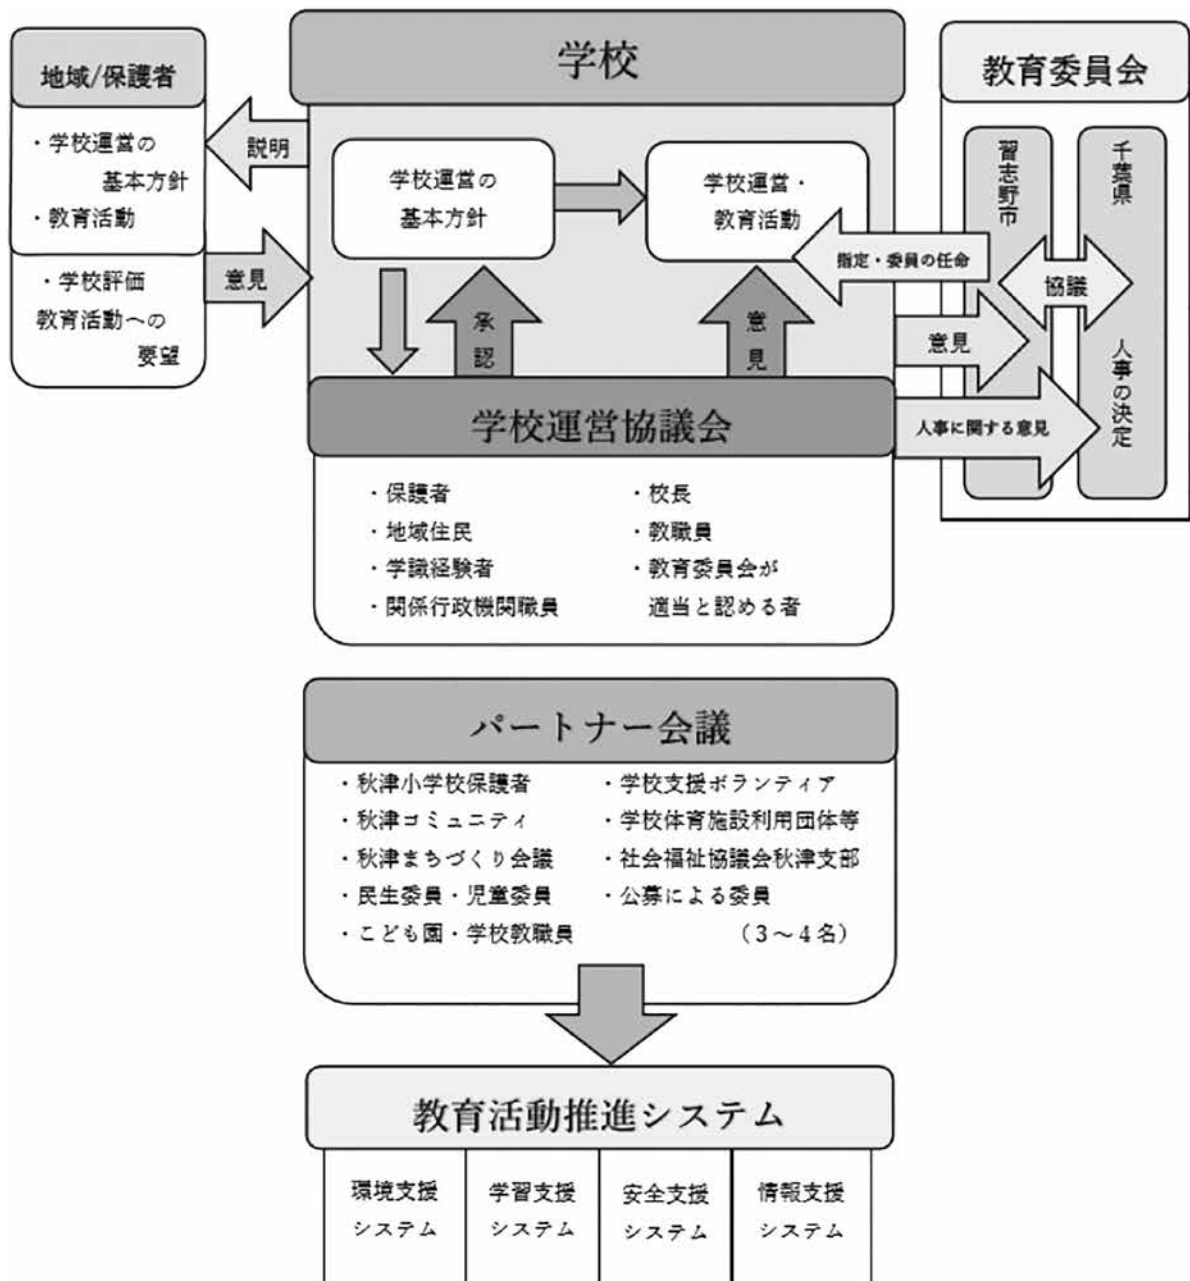 地域/保護者
・学校運営の
基本方針
・教育活動
・学校評価
教育活動への
要望
説明
意見
学校
学校運営の
基本方針
学校運営・
教育活動
承認
意見
学校運営協議会
・保護者
・地域住民
・学識経験者
・関係行政機関職員
・校長
・教職員
・教育委員会が
適当と認める者
教育委員会
習志野市
千葉県
人事の決定
指定・委員の任命
協議
意見
人事に関する意見
パートナー会議
・秋津小学校保護者
・秋津コミュニティ
・秋津まちづくり会議
・民生委員・児童委員
・こども園・学校教職員
・学校支援ボランティア
・学校体育施設利用団体等
・社会福祉協議会秋津支部
・公募による委員
（3～4名）
教育活動推進システム
環境支援
システム
学習支援
システム
安全支援
システム
情報支援
システム